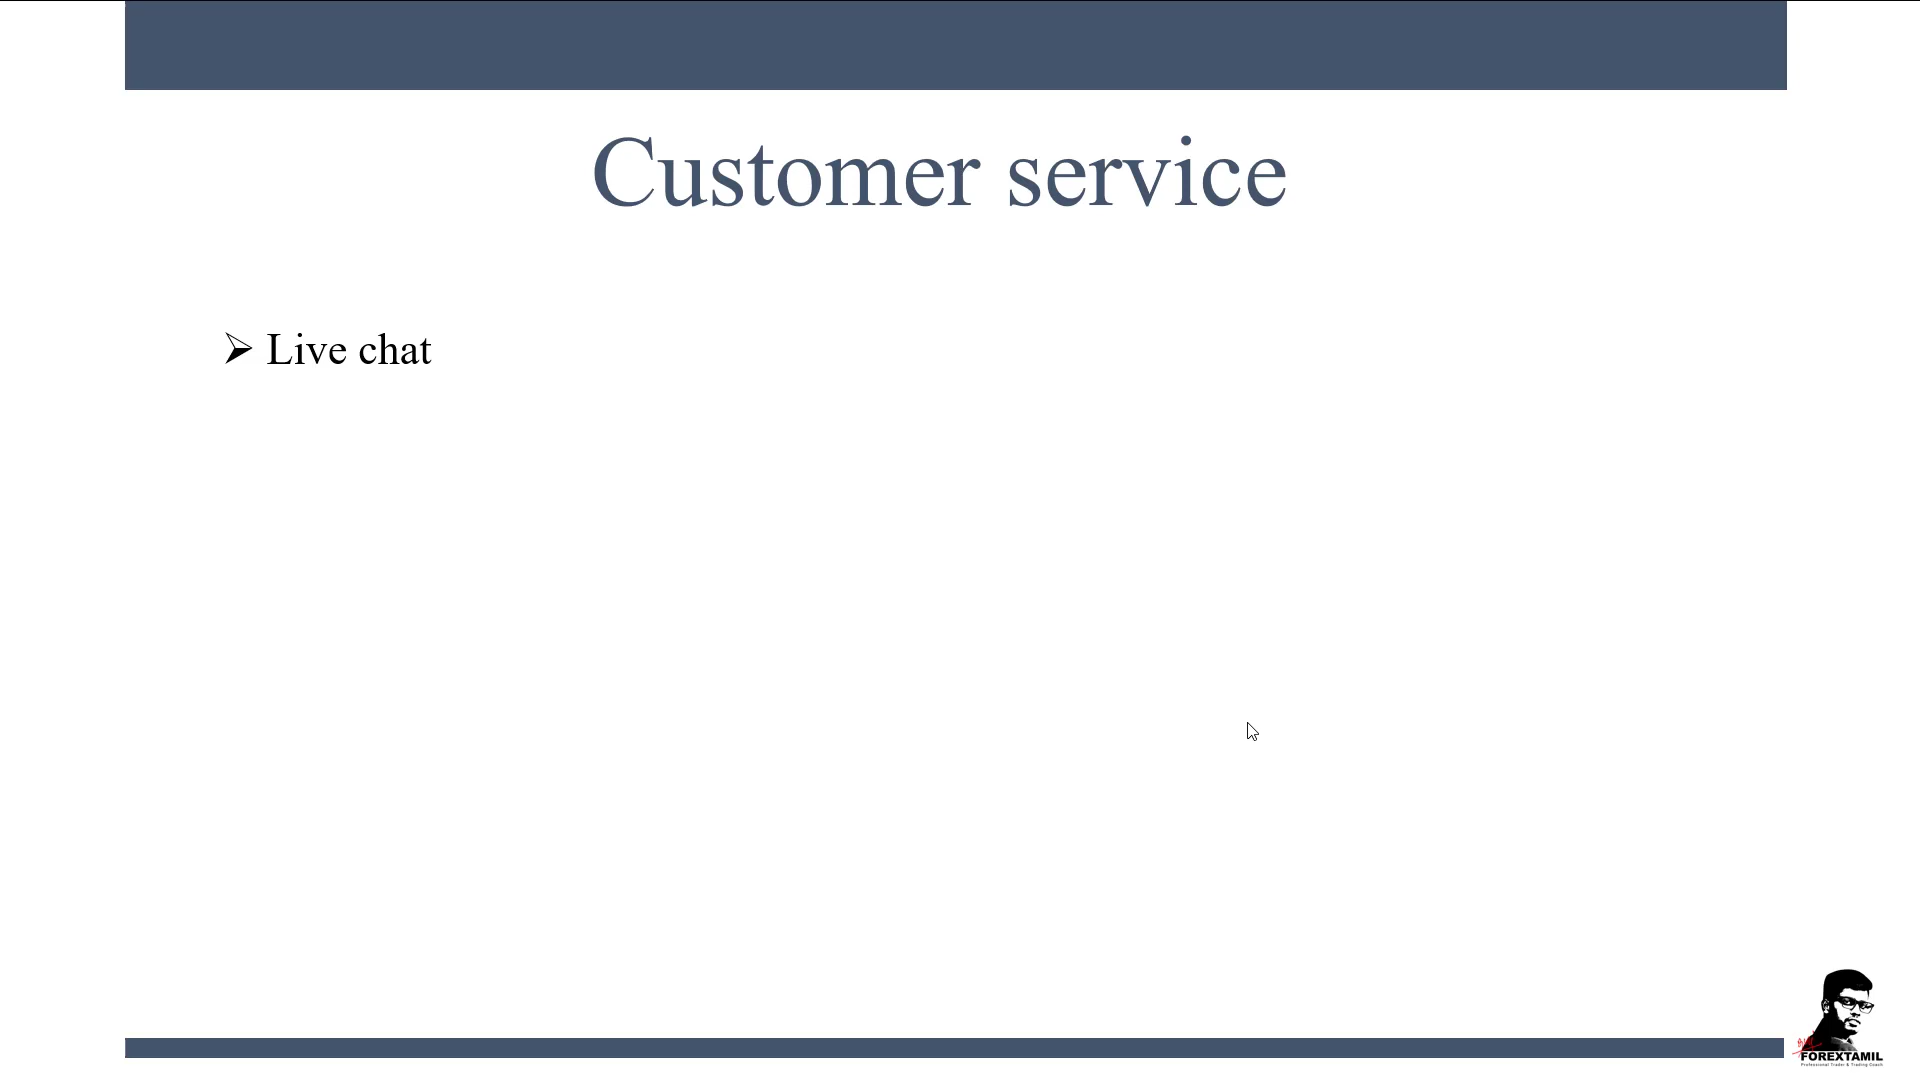 Customer service
Live chat
FOREXTAMIL
Professional Trader & Trading Coach